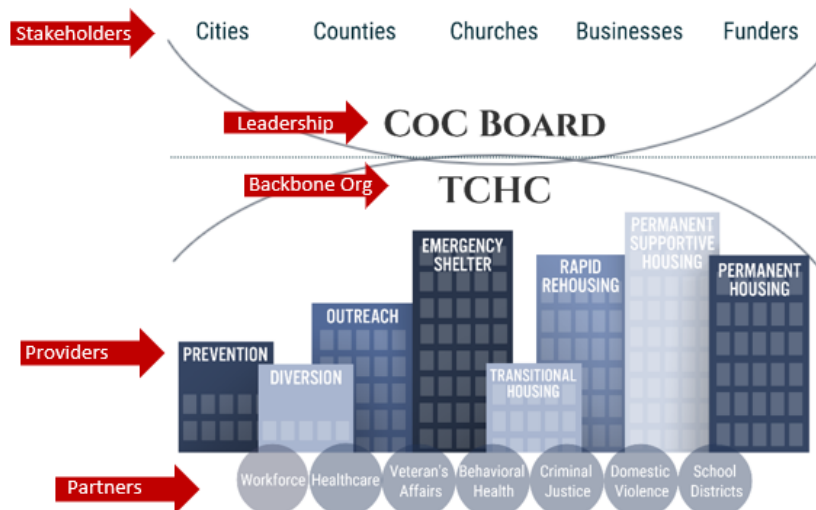 Stakeholders
Cities Counties Churches Businesses Funders
Leadership
CoC Board
Backbone Org
TCHC
PREVENTION
DIVERSION
OUTREACH
EMERGENCY
SHELTER
TRANSITIONAL
HOUSING
RAPID
REHOUSING
PERMANENT
SUPPORTIVE
HOUSING
PERMANENT
HOUSING
Providers
Partners
Workforce
Healthcare
Veteran's
Affairs
Behavioral
Health
Criminal
Justice
Domestic
Violence
School
Districts